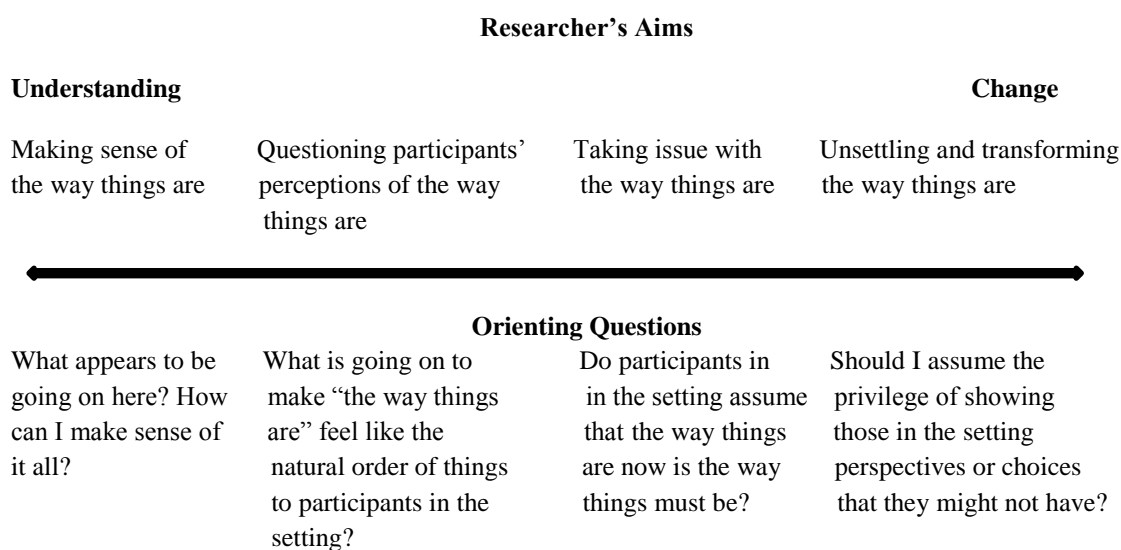 Researcher’s Aims
Understanding
Change
Making sense of
the way things are
Questioning participants’
perceptions of the way
things are
Taking issue with
the way things are
Unsettling and transforming
the way things are
Orienting Questions
What appears to be
going on here? How
can I make sense of
it all?
What is going on to
make “the way things
are” feel like the
natural order of things
to participants in the
setting?
Do participants in
in the setting assume
that the way things
are now is the way
things must be?
Should I assume the
privilege of showing
those in the setting
perspectives or choices
that they might not have?